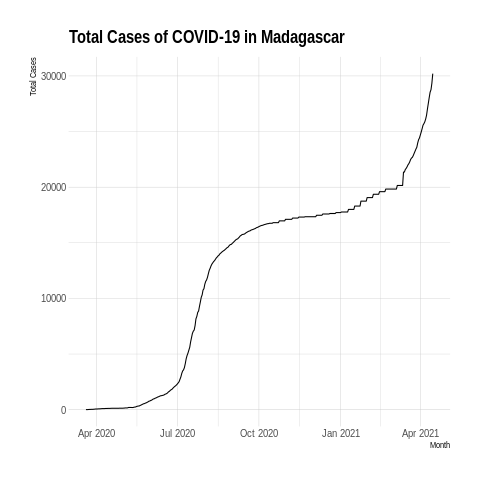 Total Cases of COVID-19 in Madagascar
Total Cases
30000
20000
10000
0
Apr 2020 Jul 2020 Oct 2020 Jan 2021 Apr 2021
Month